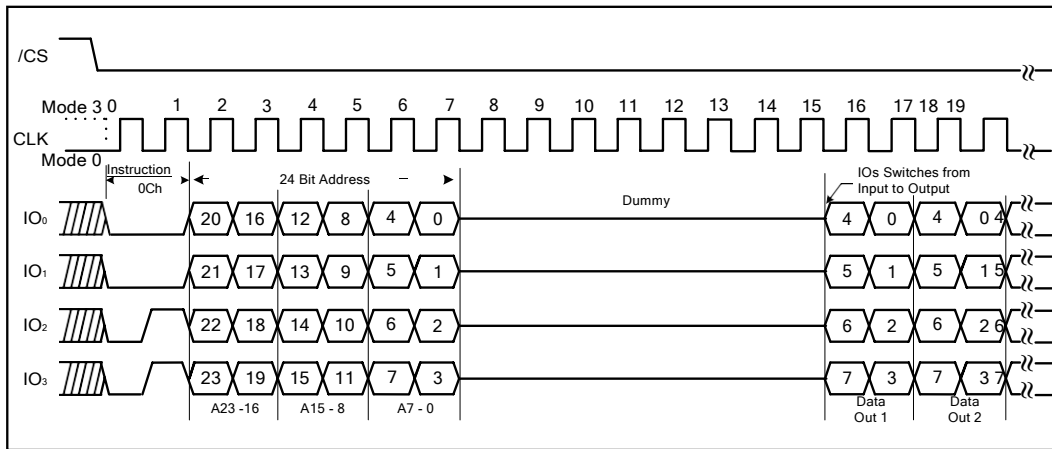 /CS
Mode 3 0 1 2 3 4 5 6 7 8 9 10 11 12 13 14 15 16 17 18 19
CLK
Mode 0
Instruction
0Ch
24 Bit Address
Dummy
IOs Switches from
Input to Output
IO0 20 16 12 8 4 0 4 0 4 0 4
IO1 21 17 13 9 5 1 5 1 5 1 5
IO2 22 18 14 10 6 2 6 2 6 2 6
IO3 23 19 15 11 7 3 7 3 7 3 7
A23 -16 A15 - 8 A7 - 0
Data
Out 1
Data
Out 2